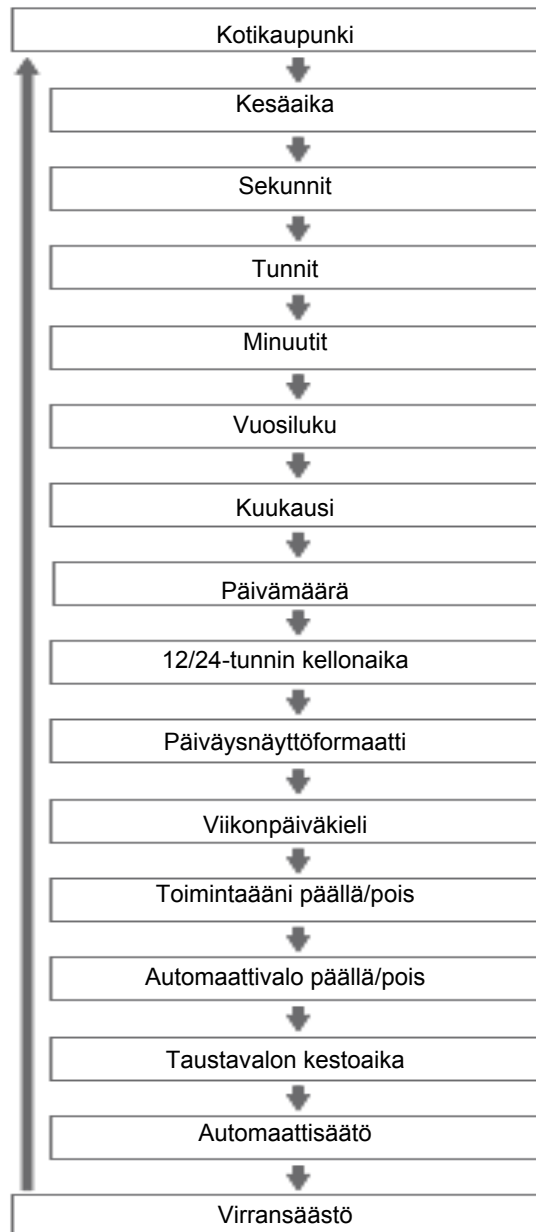 Kotikaupunki
Kesäaika
Sekunnit
Tunnit
Minuutit
Vuosiluku
Kuukausi
Päivämäärä
12/24-tunnin kellonaika
Päiväysnäyttöformaatti
Viikonpäiväkieli
Toimintaääni päällä/pois
Automaattivalo päällä/pois
Taustavalon kestoaika
Automaattisäätö
Virransäästö